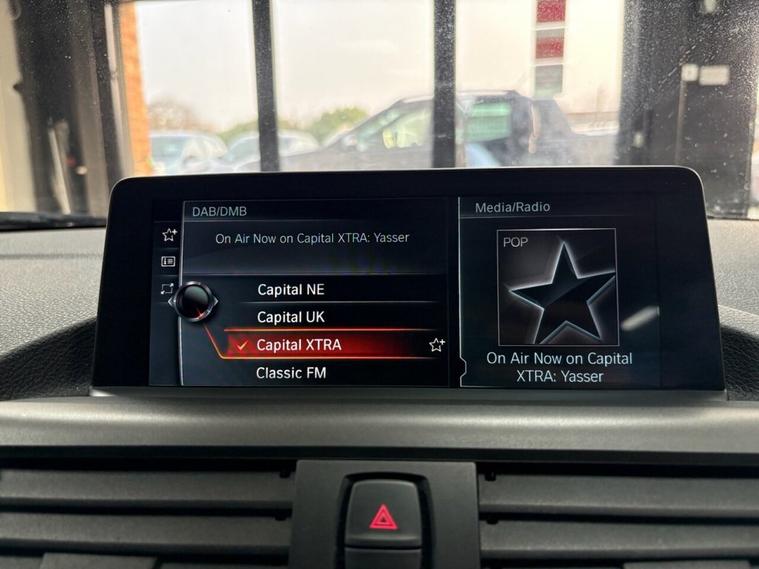 DAB/DMB
On Air Now on Capital XTRA: Yasser
Capital NE
Capital UK
Capital XTRA
Classic FM
Media/Radio
POP
On Air Now on Capital
XTRA: Yasser